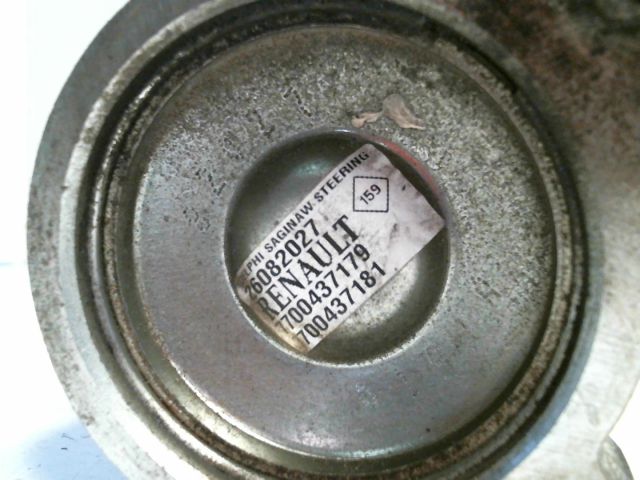 SAGINAW STEERING
159
26082027
RENAULT
7700437179
7700437181